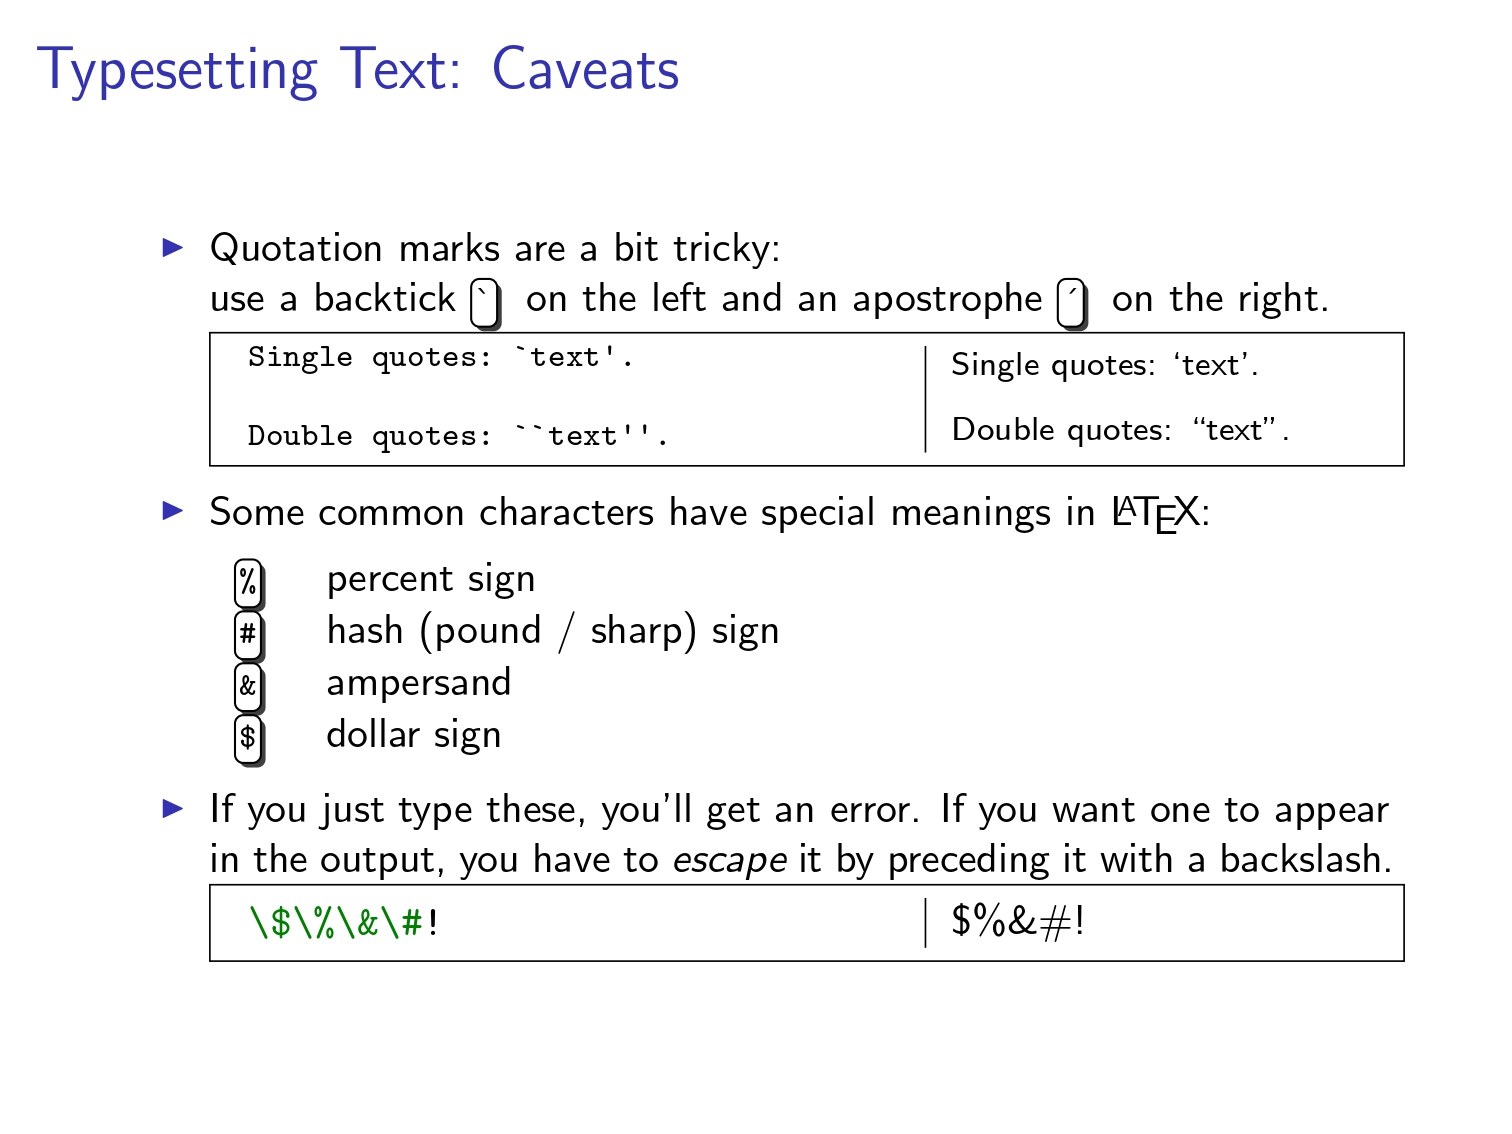 Typesetting Text: Caveats
▶ Quotation marks are a bit tricky:
use a backtick ` on the left and an apostrophe ´ on the right.
Single quotes: `text'.
Single quotes: ‘text’.
Double quotes: ``text''.
Double quotes: “text”.
▶ Some common characters have special meanings in LATEX:
% percent sign
# hash (pound / sharp) sign
& ampersand
$ dollar sign
▶ If you just type these, you’ll get an error. If you want one to appear
in the output, you have to escape it by preceding it with a backslash.
\$\%\&\#!
$%&#!